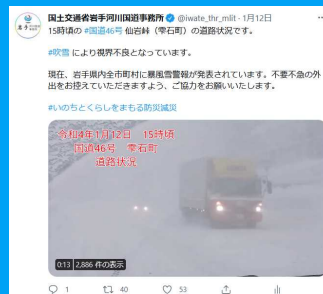 国土交通省岩手河川国道事務所 @iwate_thr_mlit · 1月12日
15時頃の #国道46号 仙岩峠（雫石町）の道路状況です。
#吹雪 により視界不良となっています。
現在、岩手県内全市町村に暴風雪警報が発表されています。不要不急の外
出をお控えていただきますよう、ご協力をお願いいたします。
#いのちとくらしをまもる防災減災
令和4年1月12日 15時頃
国道46号 雫石町
道路状況
0:13 2,886 件の表示
1 40 53